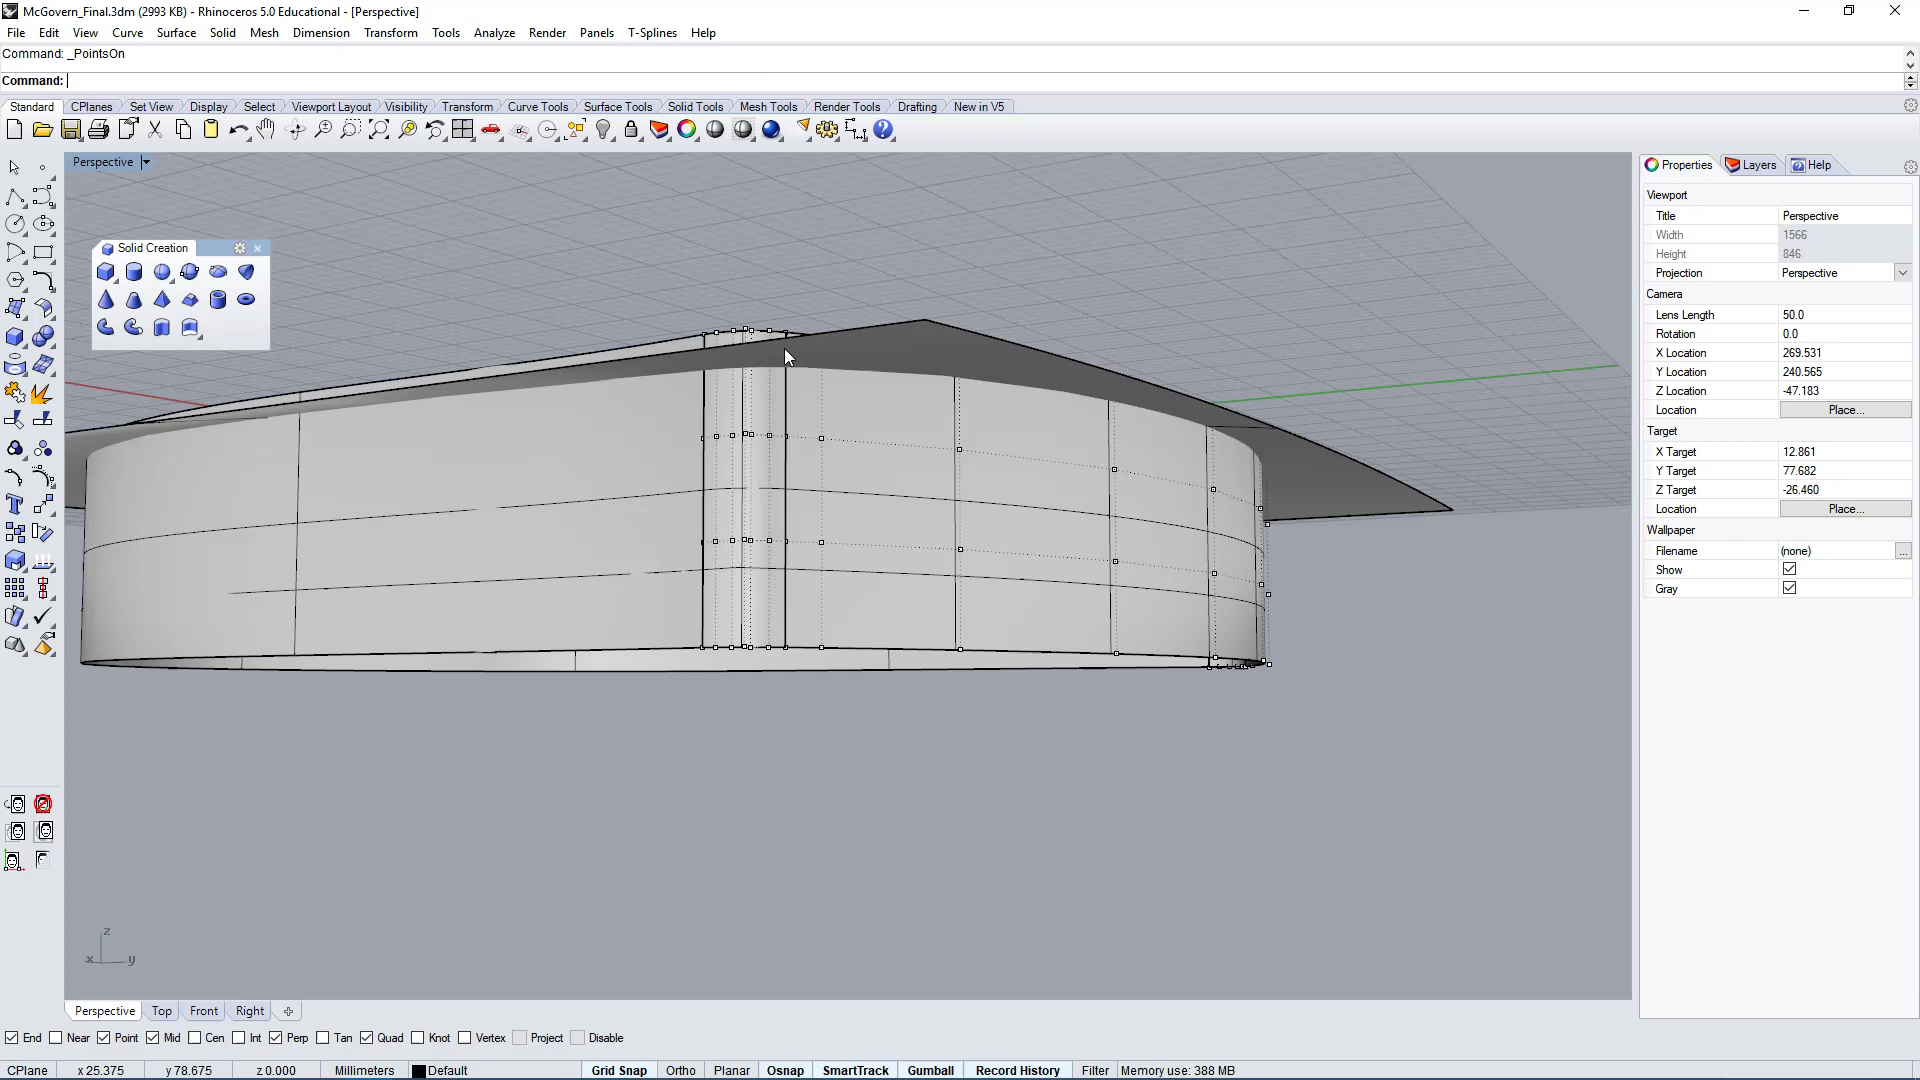 McGovern_Final.3dm (2993 KB) - Rhinoceros 5.0 Educational - [Perspective]
File Edit View Curve Surface Solid Mesh Dimension Transform Tools Analyze Render Panels T-Splines Help
Command: _PointsOn
Command:
Standard CPlanes Set View Display Select Viewport Layout Visibility Transform Curve Tools Surface Tools Solid Tools Mesh Tools Render Tools Drafting New in V5
Perspective
Solid Creation
Properties Layers Help
Viewport
Title Perspective
Width 1566
Height 846
Projection Perspective
Camera
Lens Length 50.0
Rotation 0.0
X Location 269.531
Y Location 240.565
Z Location -47.183
Location Place...
Target
X Target 12.861
Y Target 77.682
Z Target -26.460
Location Place...
Wallpaper
Filename (none) ...
Show
Gray
z
x y
Perspective Top Front Right
End Near Point Mid Cen Int Perp Tan Quad Knot Vertex Project Disable
CPlane x 25.375 y 78.675 z 0.000 Millimeters Default Grid Snap Ortho Planar Osnap SmartTrack Gumball Record History Filter Memory use: 388 MB